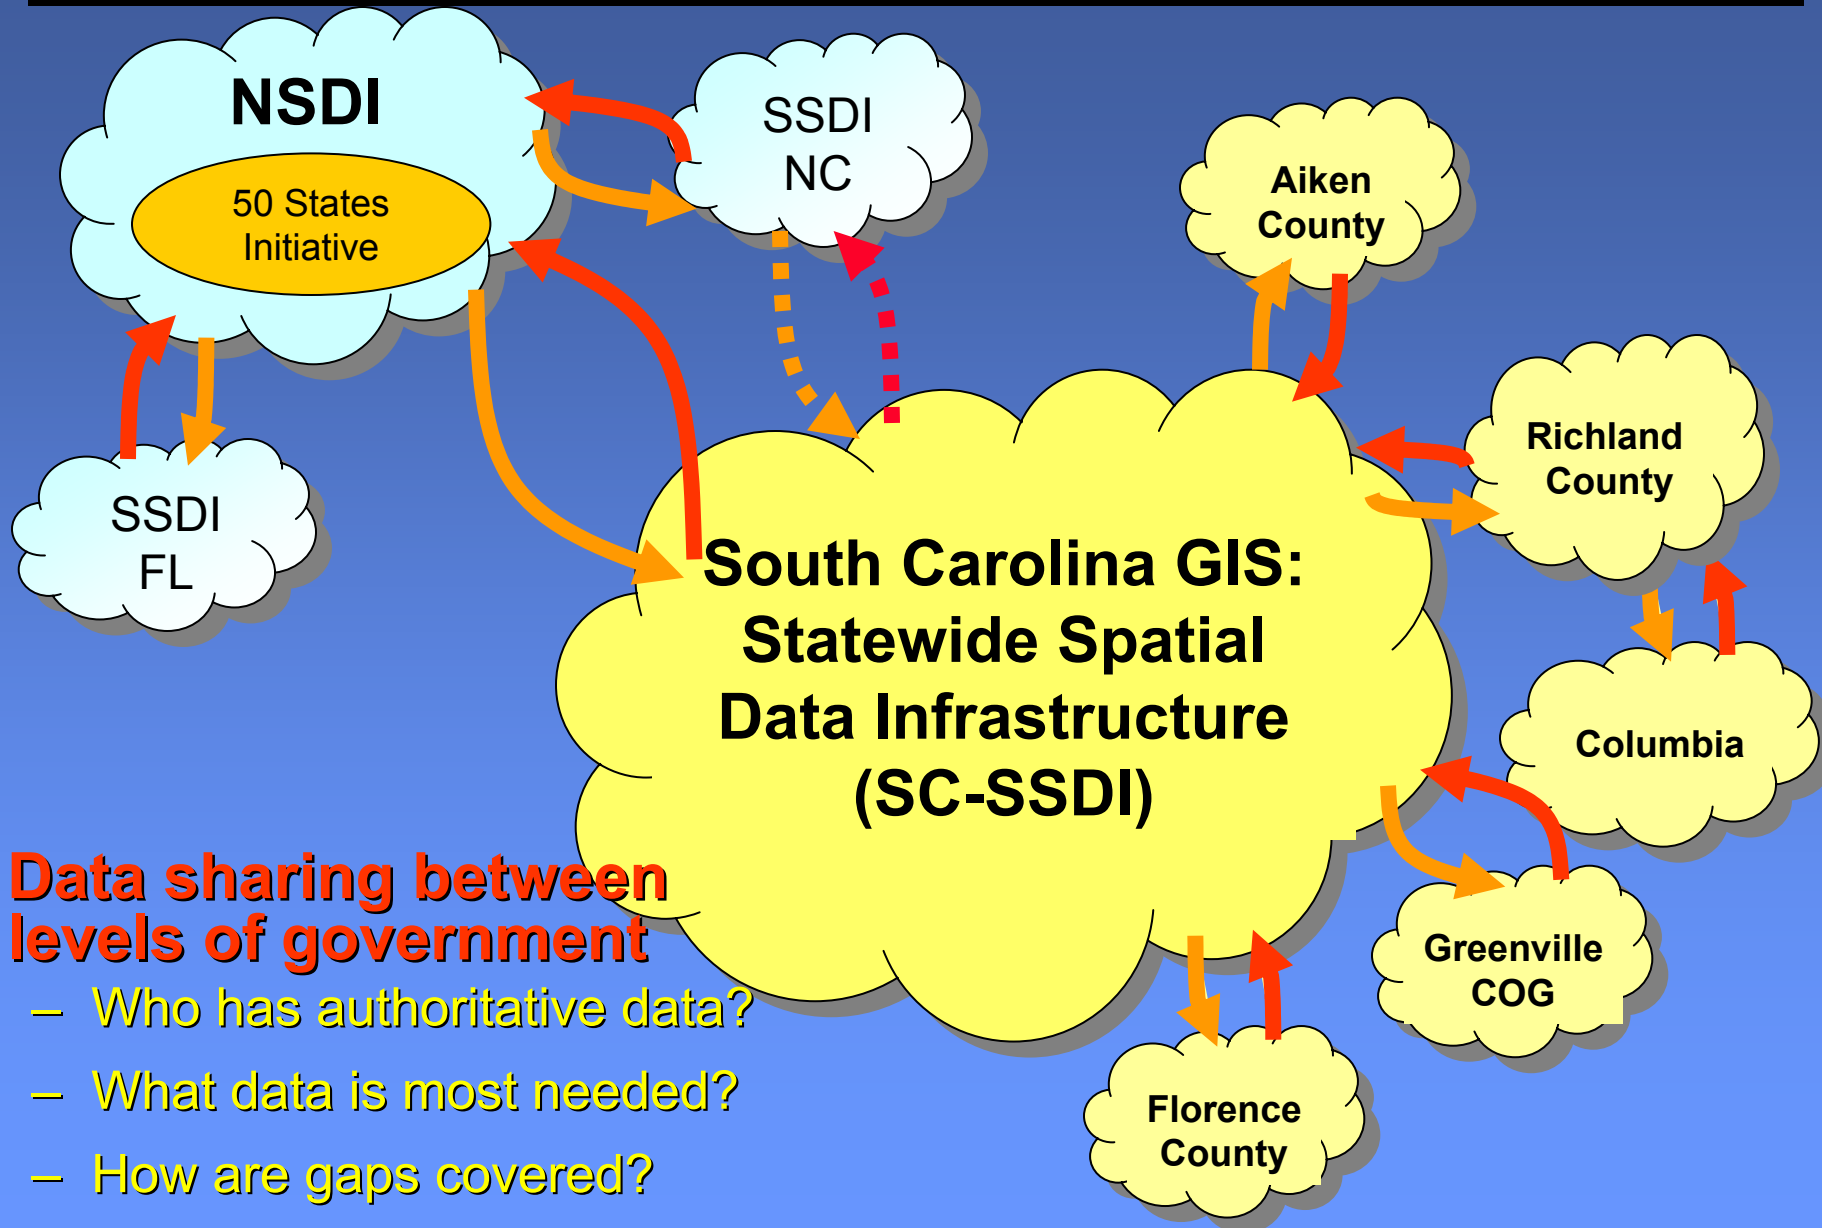 NSDI
50 States
Initiative
SSDI
NC
SSDI
FL
Aiken
County
Richland
County
Columbia
South Carolina GIS:
Statewide Spatial
Data Infrastructure
(SC-SSDI)
Greenville
COG
Florence
County
Data sharing between
levels of government
– Who has authoritative data?
– What data is most needed?
– How are gaps covered?